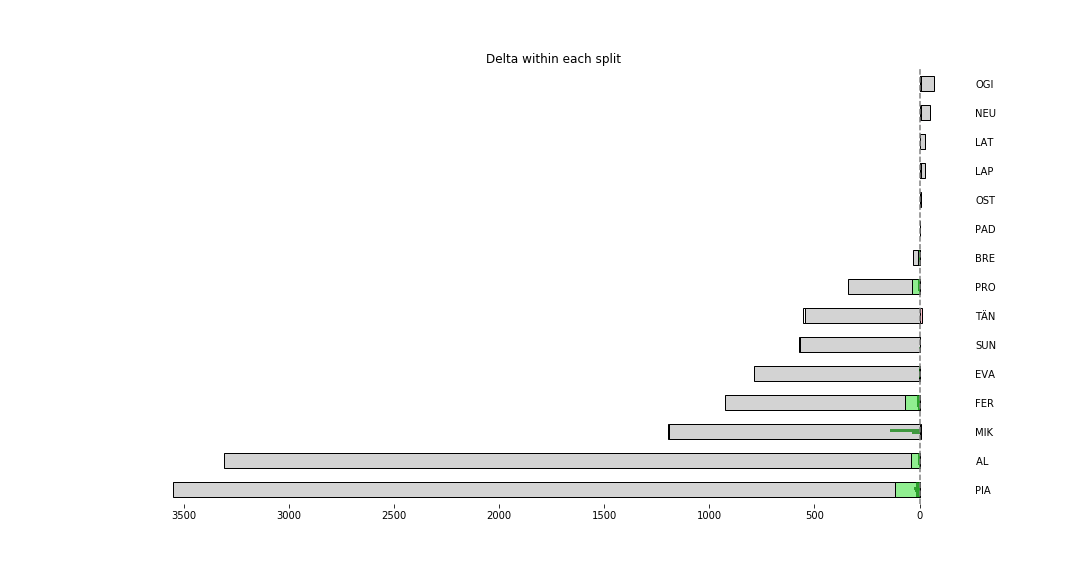 Delta within each split
OGI
NEU
LAT
LAP
OST
PAD
BRE
PRO
TÄN
SUN
EVA
FER
MIK
AL
PIA
3500 3000 2500 2000 1500 1000 500 0